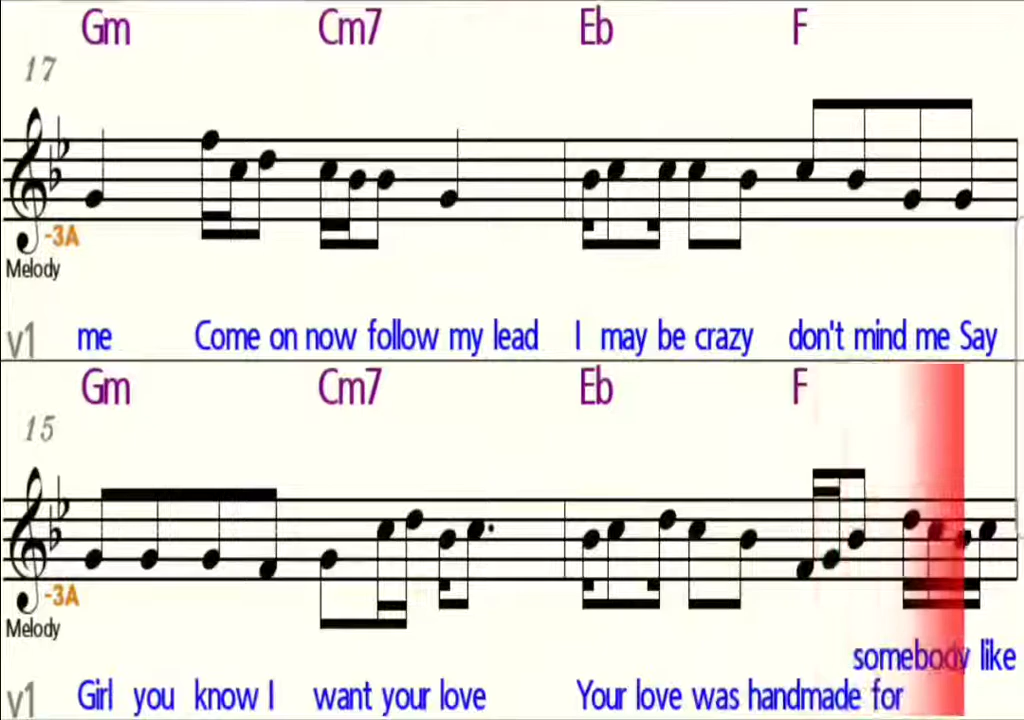 Gm Cm7 Eb F
17
-3A
Melody
v1 me Come on now follow my lead I may be crazy don't mind me Say
Gm Cm7 Eb F
15
-3A
Melody
somebody like
v1 Girl you know I want your love Your love was handmade for